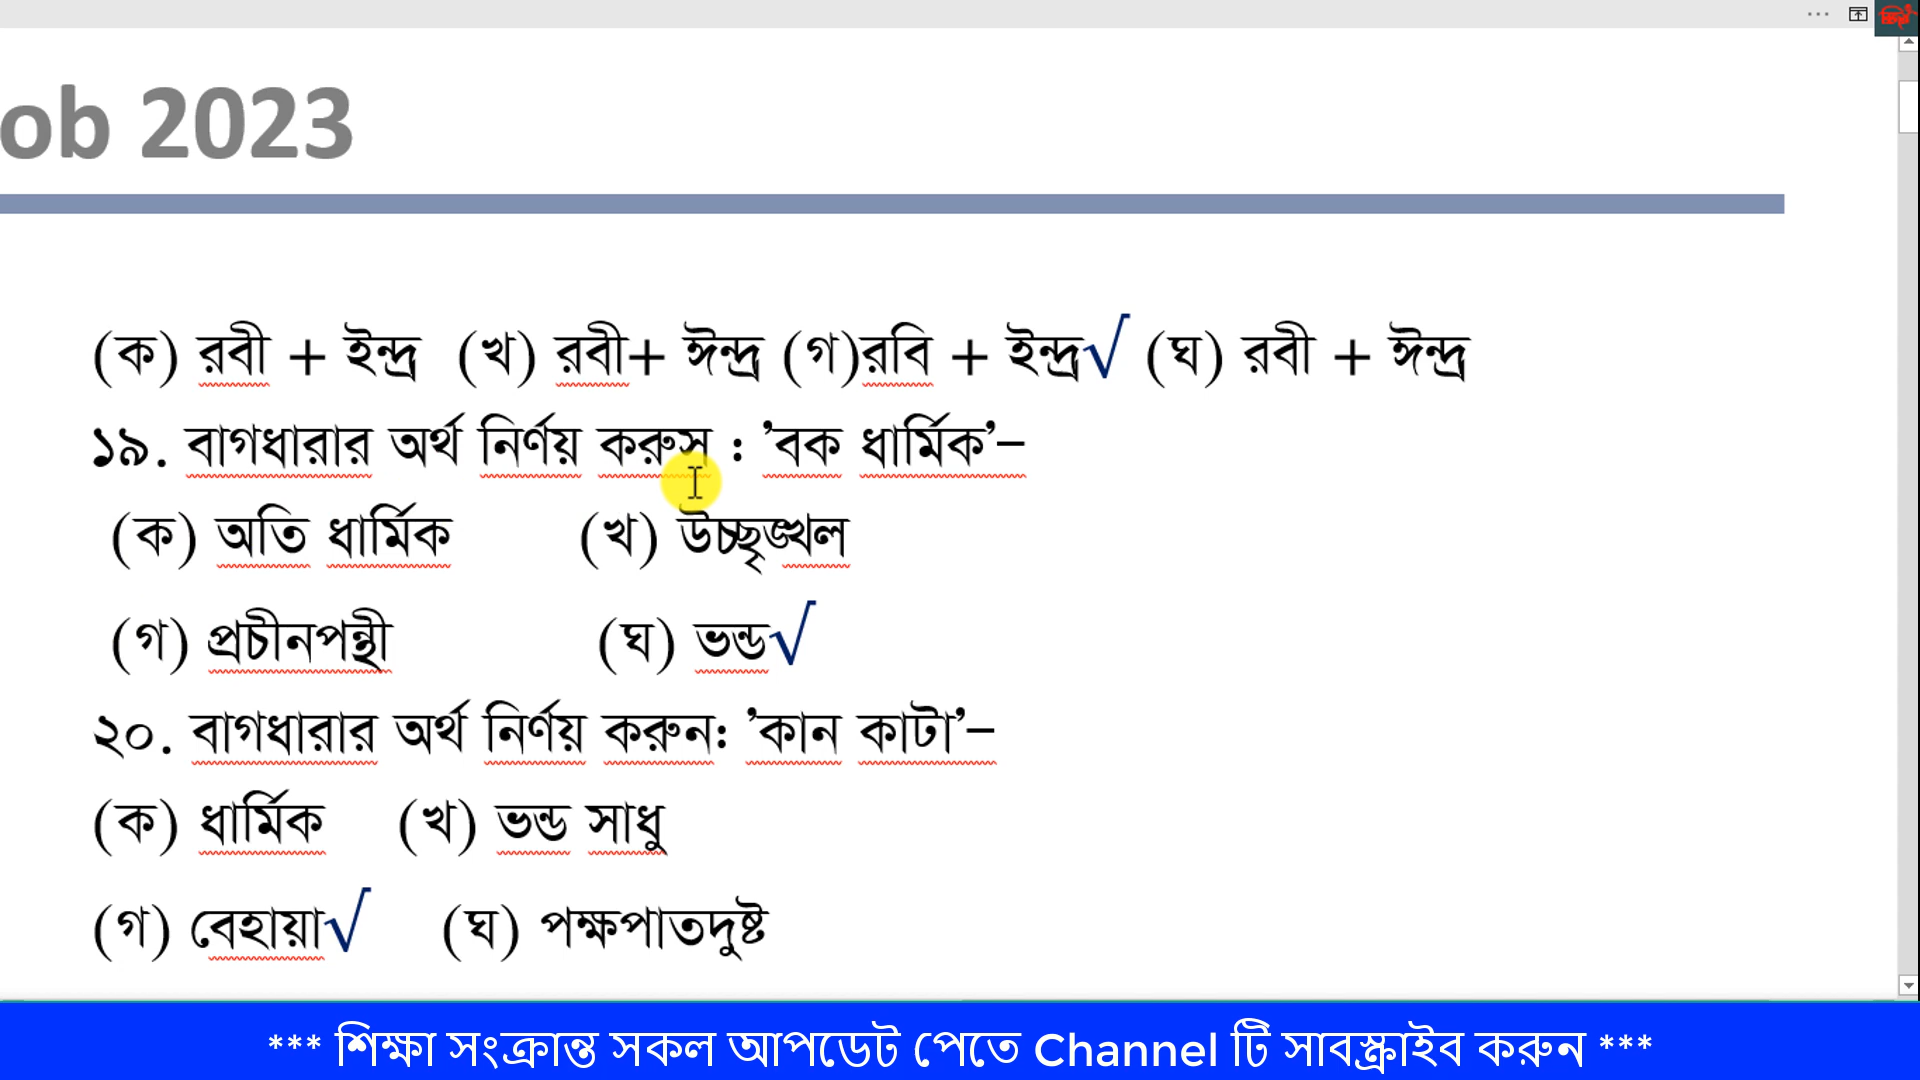 ob 2023
(ক) রবী + ইন্দ্র (খ) রবী+ ঈন্দ্র (গ)রবি + ইন্দ্র√ (ঘ) রবী + ঈন্দ্র
১৯. বাগধারার অর্থ নির্ণয় করুস : ’বক ধার্মিক’–
(ক) অতি ধার্মিক (খ) উচ্ছৃঙ্খল
(গ) প্রচীনপন্থী (ঘ) ভন্ড√
২০. বাগধারার অর্থ নির্ণয় করুন: ’কান কাটা’–
(ক) ধার্মিক (খ) ভন্ড সাধু
(গ) বেহায়া√ (ঘ) পক্ষপাতদুষ্ট
*** শিক্ষা সংক্রান্ত সকল আপডেট পেতে Channel টি সাবস্ক্রাইব করুন ***